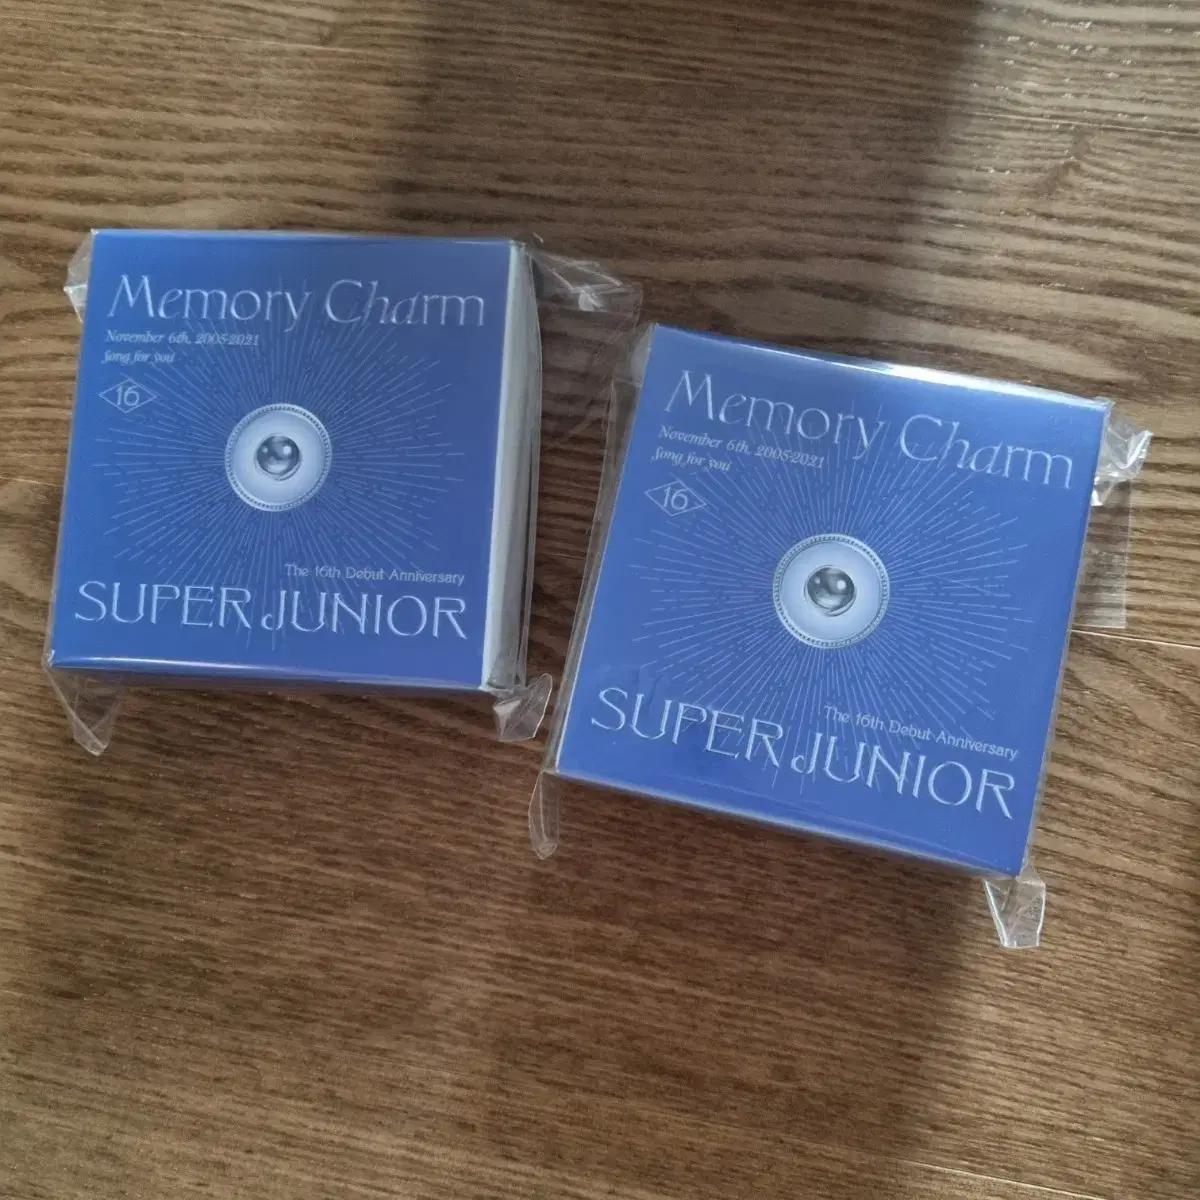 Memory Charm
November 6th, 2005-2021
Song for you
16
The 16th Debut Anniversary
SUPER JUNIOR
Memory Charm
November 6th, 2005-2021
Song for you
16
The 16th Debut Anniversary
SUPER JUNIOR